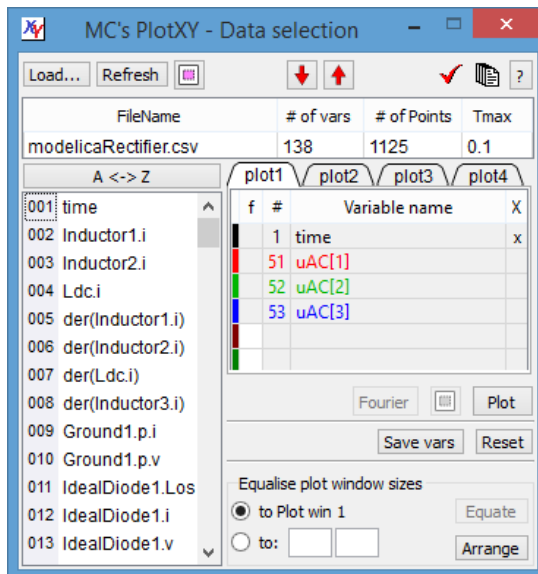 MC's PlotXY - Data selection
Load... Refresh ?
FileName # of vars # of Points Tmax
modelicaRectifier.csv 138 1125 0.1
A <-> Z
plot1 plot2 plot3 plot4
001 time
002 Inductor1.i
003 Inductor2.i
004 Ldc.i
005 der(Inductor1.i)
006 der(Inductor2.i)
007 der(Ldc.i)
008 der(Inductor3.i)
009 Ground1.p.i
010 Ground1.p.v
011 IdealDiode1.Los
012 IdealDiode1.i
013 IdealDiode1.v
f # Variable name X
1 time x
51 uAC[1]
52 uAC[2]
53 uAC[3]
Fourier Plot
Save vars Reset
Equalise plot window sizes
to Plot win 1 Equate
to: Arrange